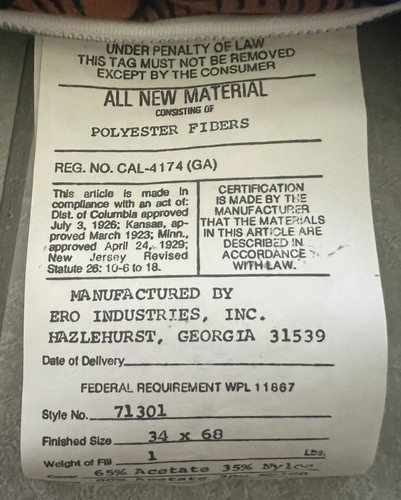 UNDER PENALTY OF LAW
THIS TAG MUST NOT BE REMOVED
EXCEPT BY THE CONSUMER
ALL NEW MATERIAL
CONSISTING OF
POLYESTER FIBERS
REG. NO. CAL-4174 (GA)
This article is made in
compliance with an act of:
Dist. of Columbia approved
July 3, 1926; Kansas, ap-
proved March 1923; Minn.,
approved April 24, 1929;
New Jersey Revised
Statute 26: 10-6 to 18.
CERTIFICATION
IS MADE BY THE
MANUFACTURER
THAT THE MATERIALS
IN THIS ARTICLE ARE
DESCRIBED IN
ACCORDANCE
WITH LAW.
MANUFACTURED BY
ERO INDUSTRIES, INC.
HAZLEHURST, GEORGIA 31539
Date of Delivery
FEDERAL REQUIREMENT WPL 11867
Style No. 71301
Finished Size 34 x 68
Weight of Fill 1 Lbs.
65% Acetate 35% Nylon